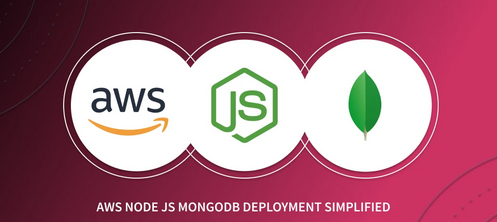 aws
JS
AWS NODE JS MONGODB DEPLOYMENT SIMPLIFIED